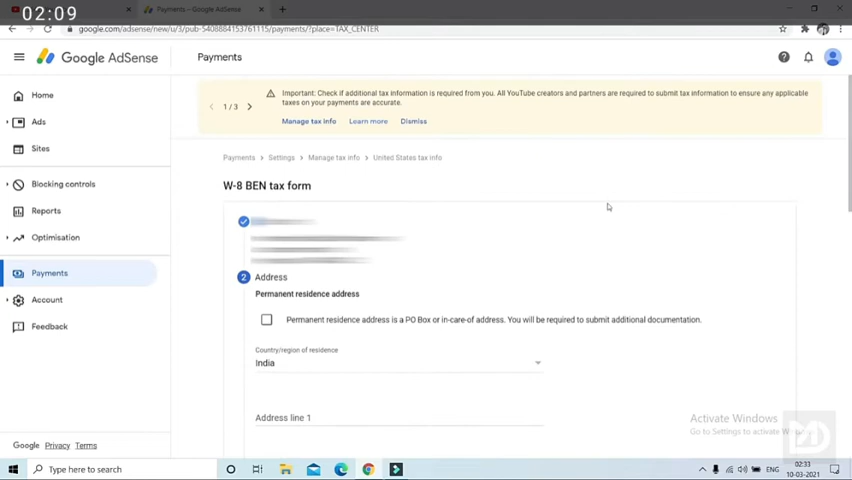 02:09
Payments – Google AdSense
google.com/adsense/new/u/3/pub-5408884153761115/payments/?place=TAX_CENTER
Google AdSense
Payments
Home
Ads
Sites
Blocking controls
Reports
Optimisation
Payments
Account
Feedback
Google Privacy Terms
1 / 3
Important: Check if additional tax information is required from you. All YouTube creators and partners are required to submit tax information to ensure any applicable
taxes on your payments are accurate.
Manage tax info Learn more Dismiss
Payments > Settings > Manage tax info > United States tax info
W-8 BEN tax form
2 Address
Permanent residence address
Permanent residence address is a PO Box or in-care-of address. You will be required to submit additional documentation.
Country/region of residence
India
Address line 1
Activate Windows
Go to Settings to activate W
Type here to search
ENG
02:31
10-03-2021